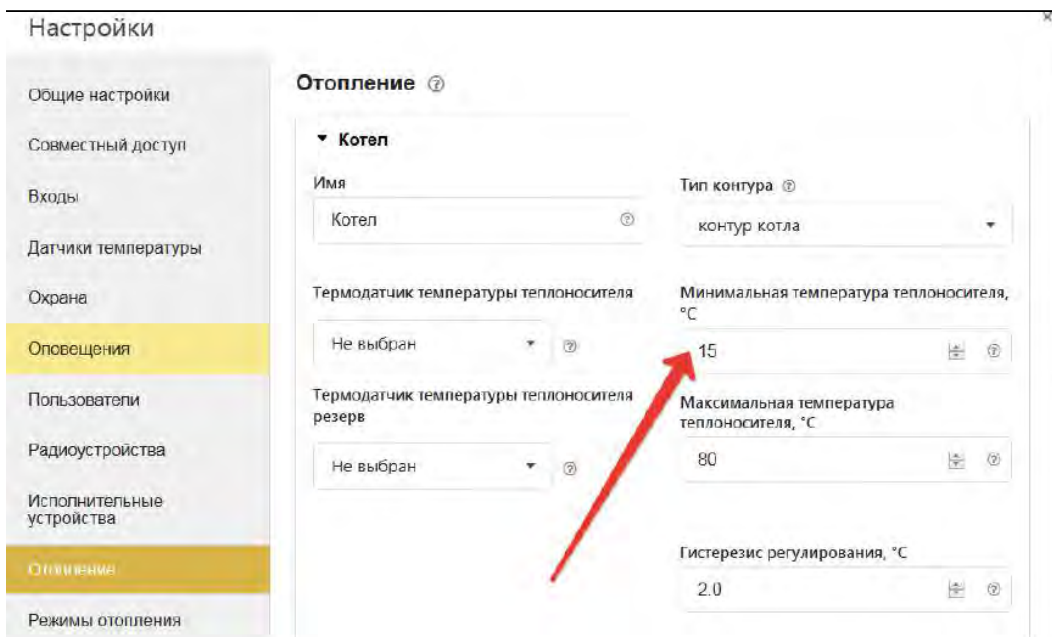 Настройки
Общие настройки
Совместный доступ
Входы
Датчики температуры
Охрана
Оповещения
Пользователи
Радиоустройства
Исполнительные
устройства
Отопление
Режимы отопления
Отопление
Котел
Имя
Котел
Тип контура
контур котла
Термодатчик температуры теплоносителя
Не выбран
Минимальная температура теплоносителя,
°C
15
Термодатчик температуры теплоносителя
резерв
Не выбран
Максимальная температура
теплоносителя, °C
80
Гистерезис регулирования, °C
2.0